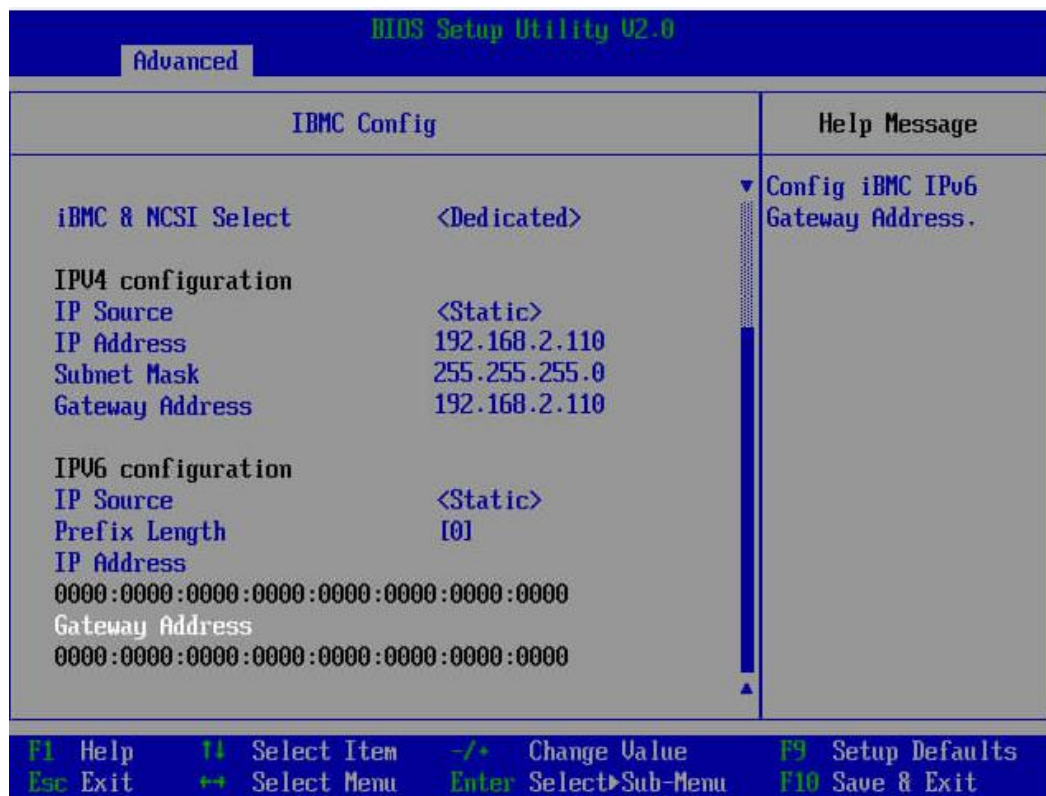 BIOS Setup Utility V2.0
Advanced
IBMC Config
Help Message
iBMC & NCSI Select <Dedicated>
IPV4 configuration
IP Source <Static>
IP Address 192.168.2.110
Subnet Mask 255.255.255.0
Gateway Address 192.168.2.110
IPV6 configuration
IP Source <Static>
Prefix Length [0]
IP Address
0000:0000:0000:0000:0000:0000:0000:0000
Gateway Address
0000:0000:0000:0000:0000:0000:0000:0000
Config iBMC IPv6
Gateway Address.
F1 Help ↑↓ Select Item -/+ Change Value F9 Setup Defaults
Esc Exit ←→ Select Menu Enter Select▶Sub-Menu F10 Save & Exit